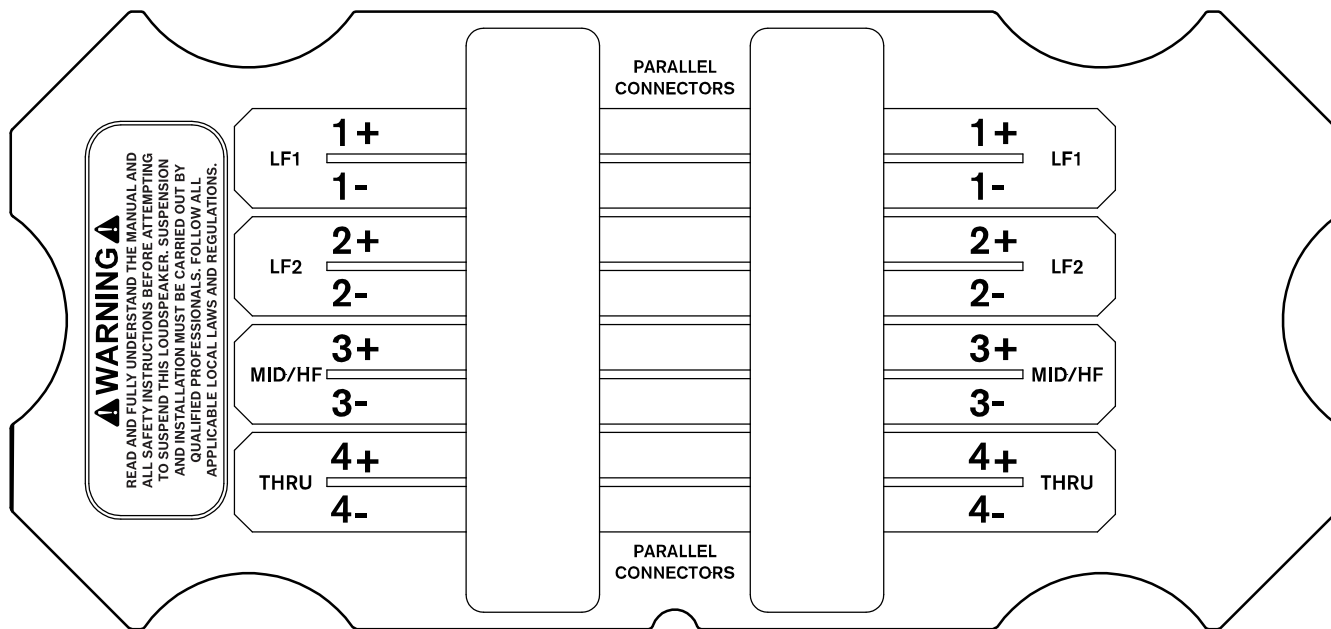 PARALLEL
CONNECTORS
⚠WARNING⚠
READ AND FULLY UNDERSTAND THE MANUAL AND
ALL SAFETY INSTRUCTIONS BEFORE ATTEMPTING
TO SUSPEND THIS LOUDSPEAKER. SUSPENSION
AND INSTALLATION MUST BE CARRIED OUT BY
QUALIFIED PROFESSIONALS. FOLLOW ALL
APPLICABLE LOCAL LAWS AND REGULATIONS.
LF1
1+
1-
1+
1-
LF1
LF2
2+
2-
2+
2-
LF2
MID/HF
3+
3-
3+
3-
MID/HF
THRU
4+
4-
4+
4-
THRU
PARALLEL
CONNECTORS